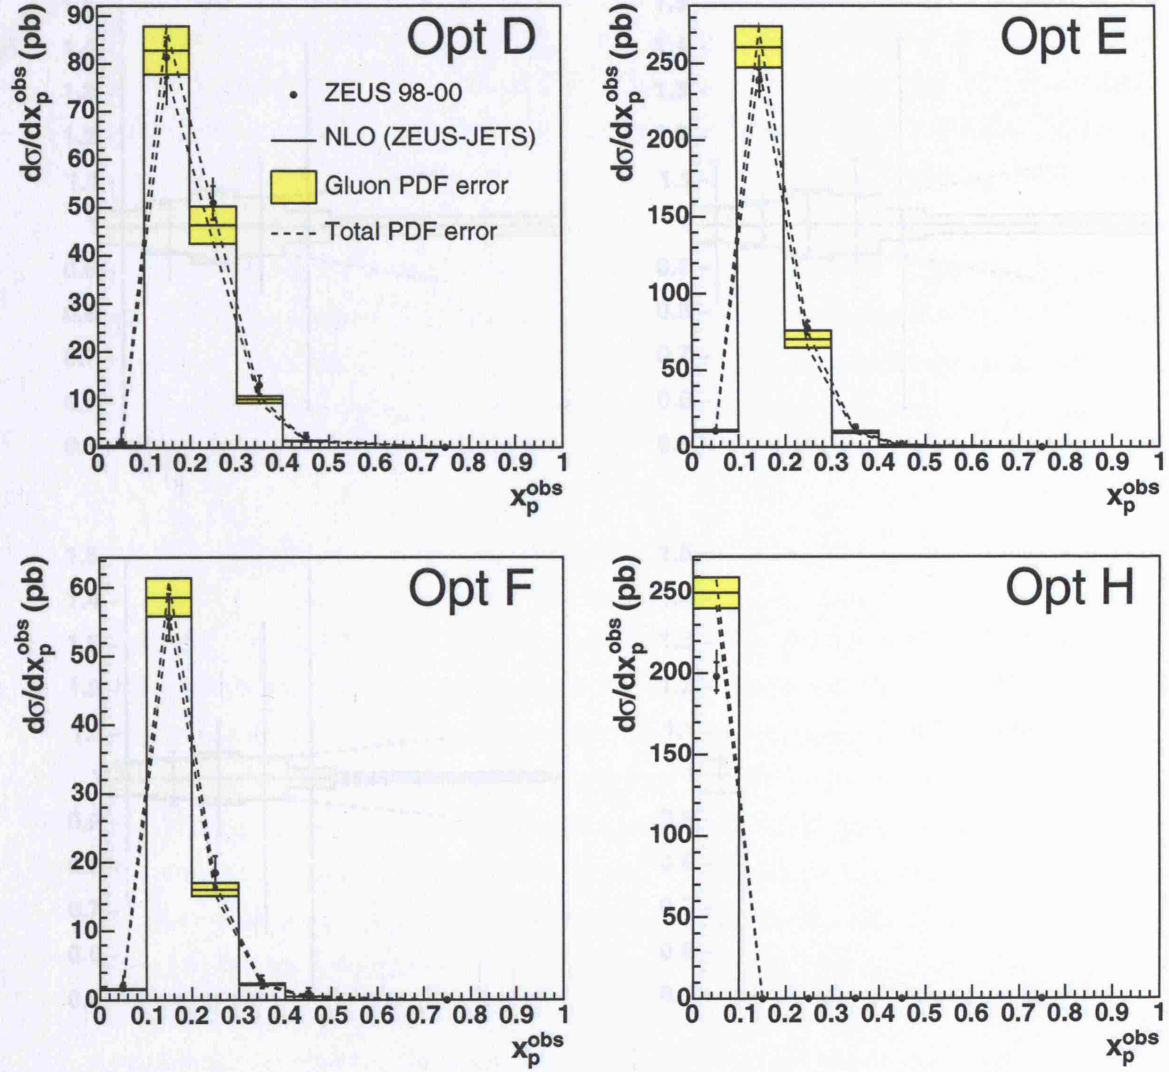 Opt D
dσ/dx_p^obs (pb)
90
80
70
60
50
40
30
20
10
0
ZEUS 98-00
NLO (ZEUS-JETS)
Gluon PDF error
Total PDF error
0 0.1 0.2 0.3 0.4 0.5 0.6 0.7 0.8 0.9 1
x_p^obs
Opt E
dσ/dx_p^obs (pb)
250
200
150
100
50
0
0 0.1 0.2 0.3 0.4 0.5 0.6 0.7 0.8 0.9 1
x_p^obs
Opt F
dσ/dx_p^obs (pb)
60
50
40
30
20
10
0
0 0.1 0.2 0.3 0.4 0.5 0.6 0.7 0.8 0.9 1
x_p^obs
Opt H
dσ/dx_p^obs (pb)
250
200
150
100
50
0
0 0.1 0.2 0.3 0.4 0.5 0.6 0.7 0.8 0.9 1
x_p^obs